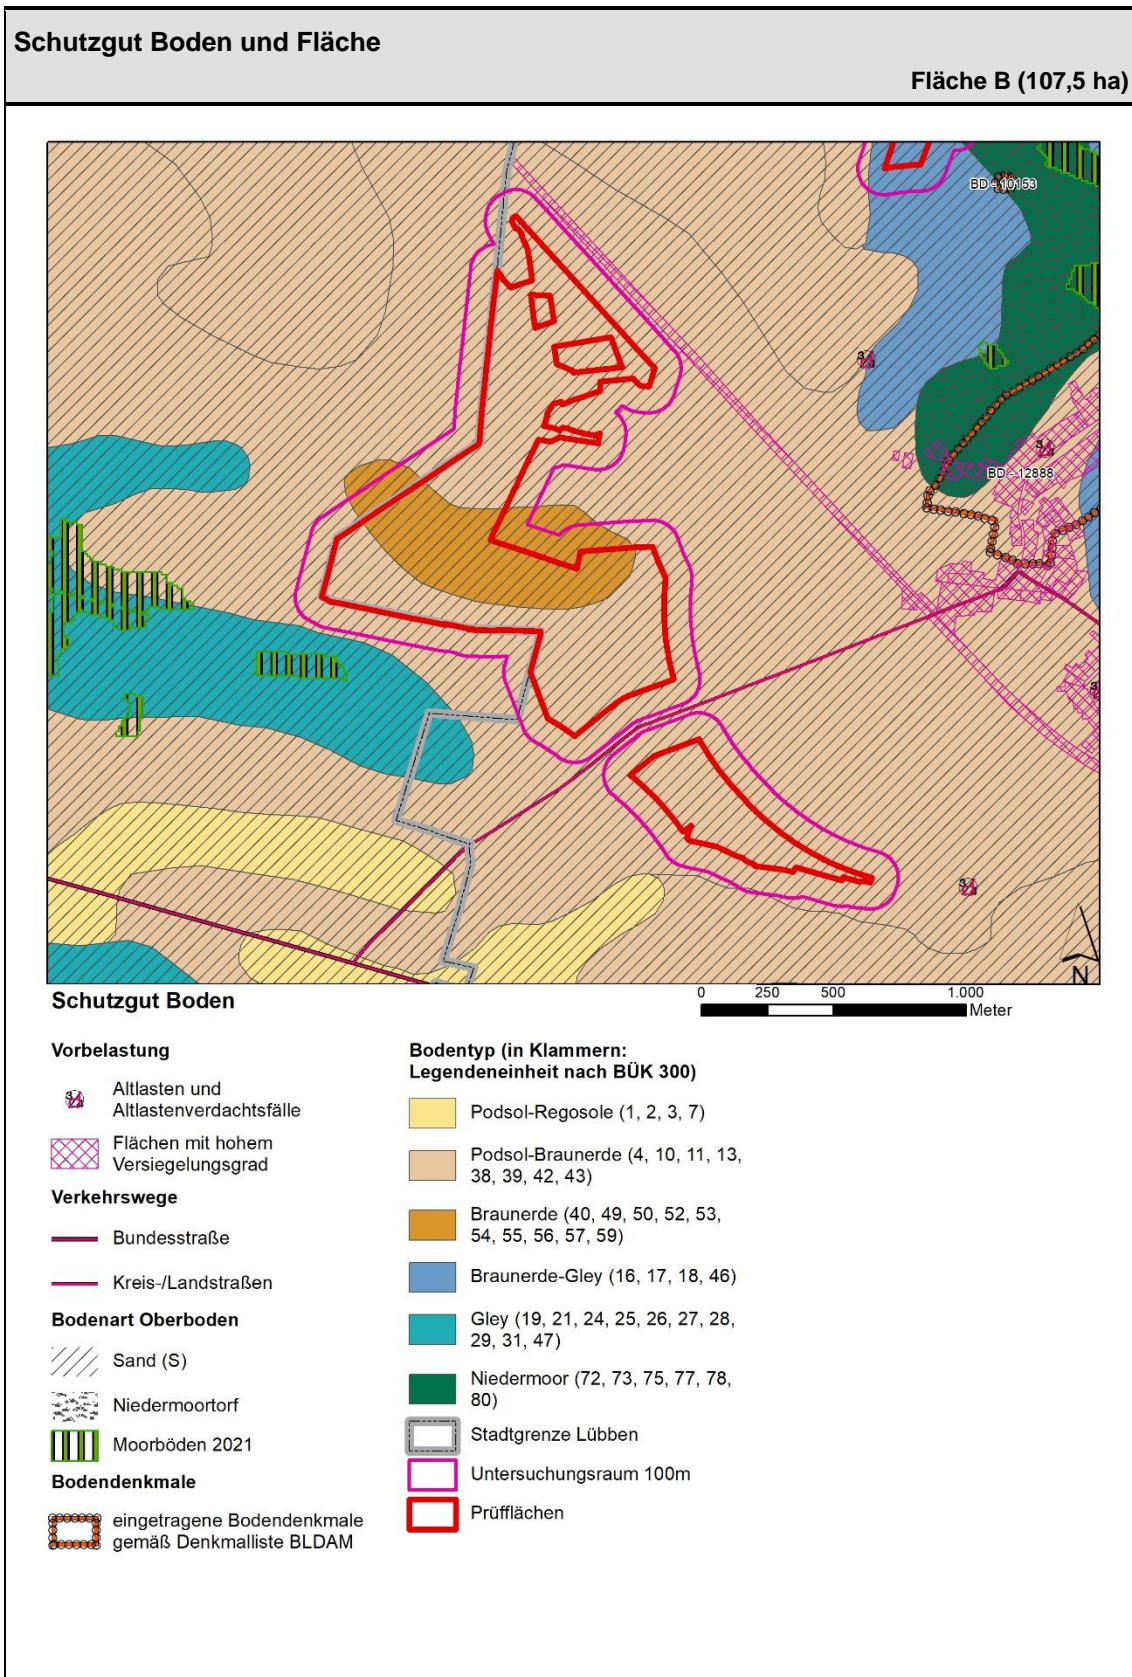 Schutzgut Boden und Fläche
Fläche B (107,5 ha)
BD - 10153
BD - 12888
N
Schutzgut Boden
0 250 500 1.000
Meter
Vorbelastung
Altlasten und
Altlastenverdachtsfälle
Flächen mit hohem
Versiegelungsgrad
Verkehrswege
Bundesstraße
Kreis-/Landstraßen
Bodenart Oberboden
Sand (S)
Niedermoortorf
Moorböden 2021
Bodendenkmale
eingetragene Bodendenkmale
gemäß Denkmalliste BLDAM
Bodentyp (in Klammern:
Legendeneinheit nach BÜK 300)
Podsol-Regosole (1, 2, 3, 7)
Podsol-Braunerde (4, 10, 11, 13,
38, 39, 42, 43)
Braunerde (40, 49, 50, 52, 53,
54, 55, 56, 57, 59)
Braunerde-Gley (16, 17, 18, 46)
Gley (19, 21, 24, 25, 26, 27, 28,
29, 31, 47)
Niedermoor (72, 73, 75, 77, 78,
80)
Stadtgrenze Lübben
Untersuchungsraum 100m
Prüfflächen